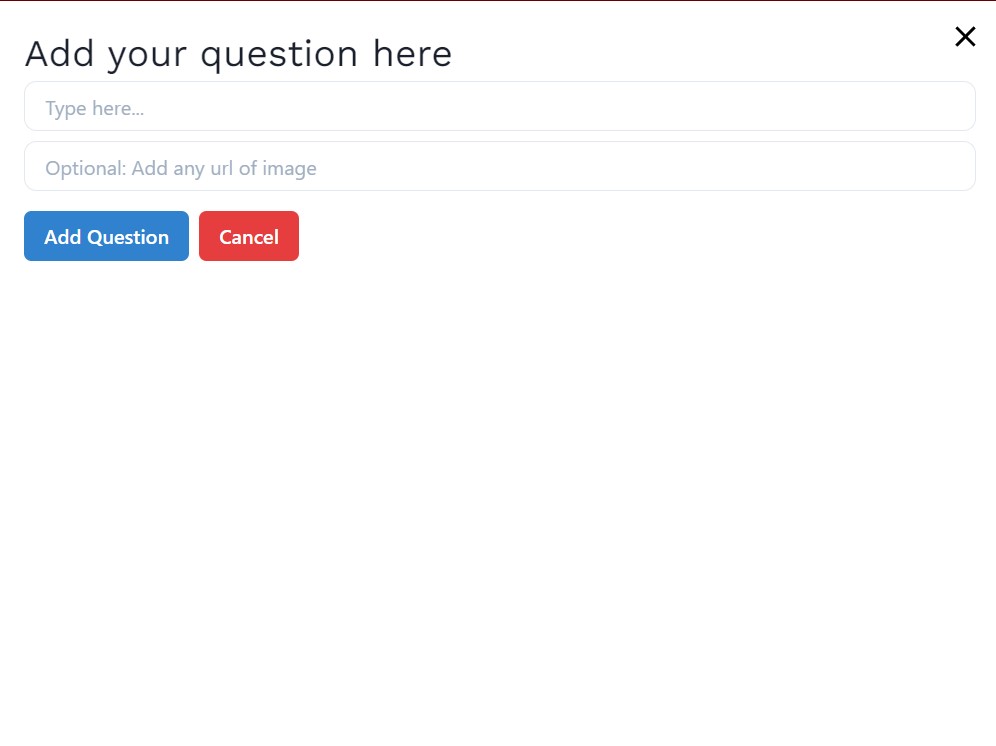 Add your question here
Type here...
Optional: Add any url of image
Add Question Cancel